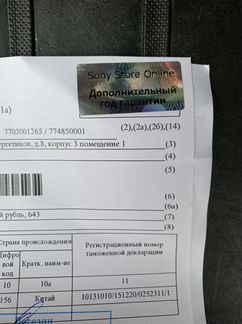 Sony Store Online
Дополнительный
год гарантии
1а)
7703001265 / 774850001
(2),(2а),(2б),(14)
ергетиков, д.8, корпус 3 помещение 1
(3)
(4)
(5)
(6)
(6а)
й рубль, 643
(7)
(8)
Страна происхождения
Регистрационный номер
таможенной декларации
Цифро
вой
код
Кратк. наим-ие
10
10а
11
156
Китай
10131010/151220/0252311/1